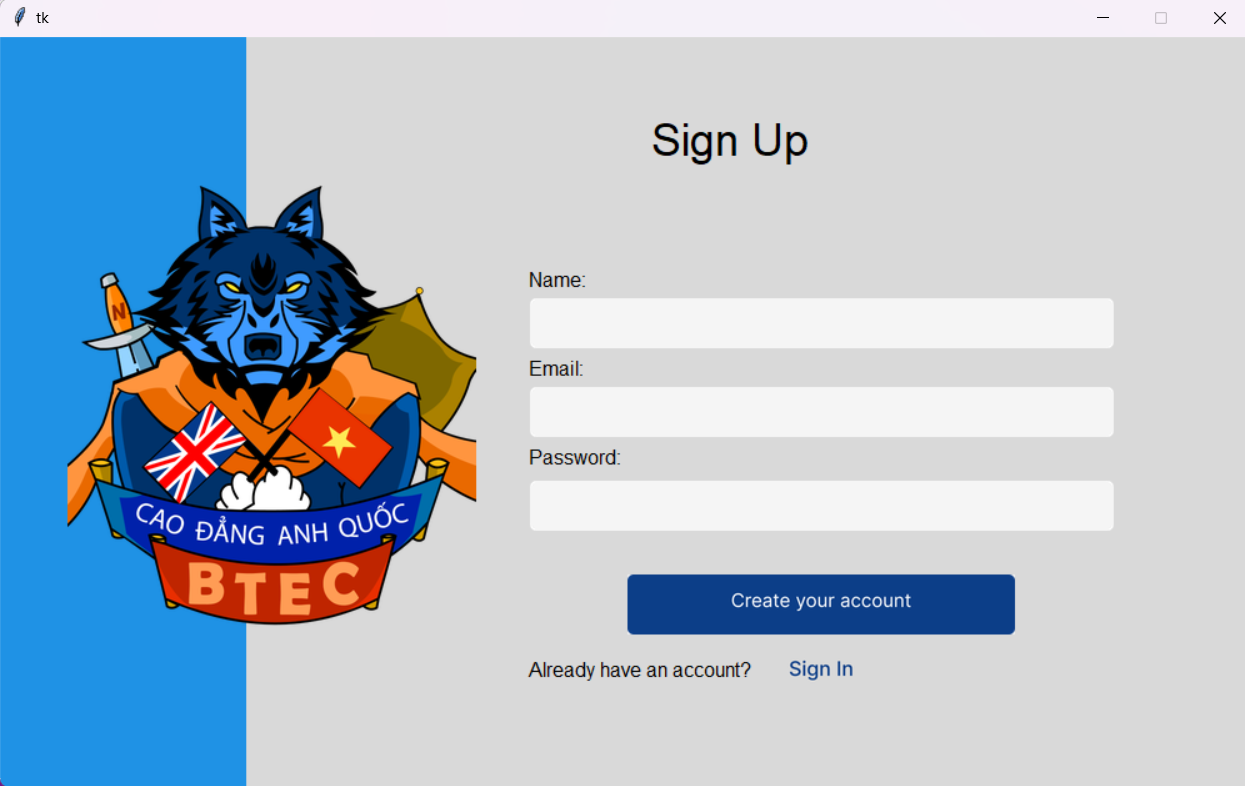 tk
Sign Up
Name:
Email:
Password:
Create your account
Already have an account? Sign In
N
CAO ĐẲNG ANH QUỐC
BTEC